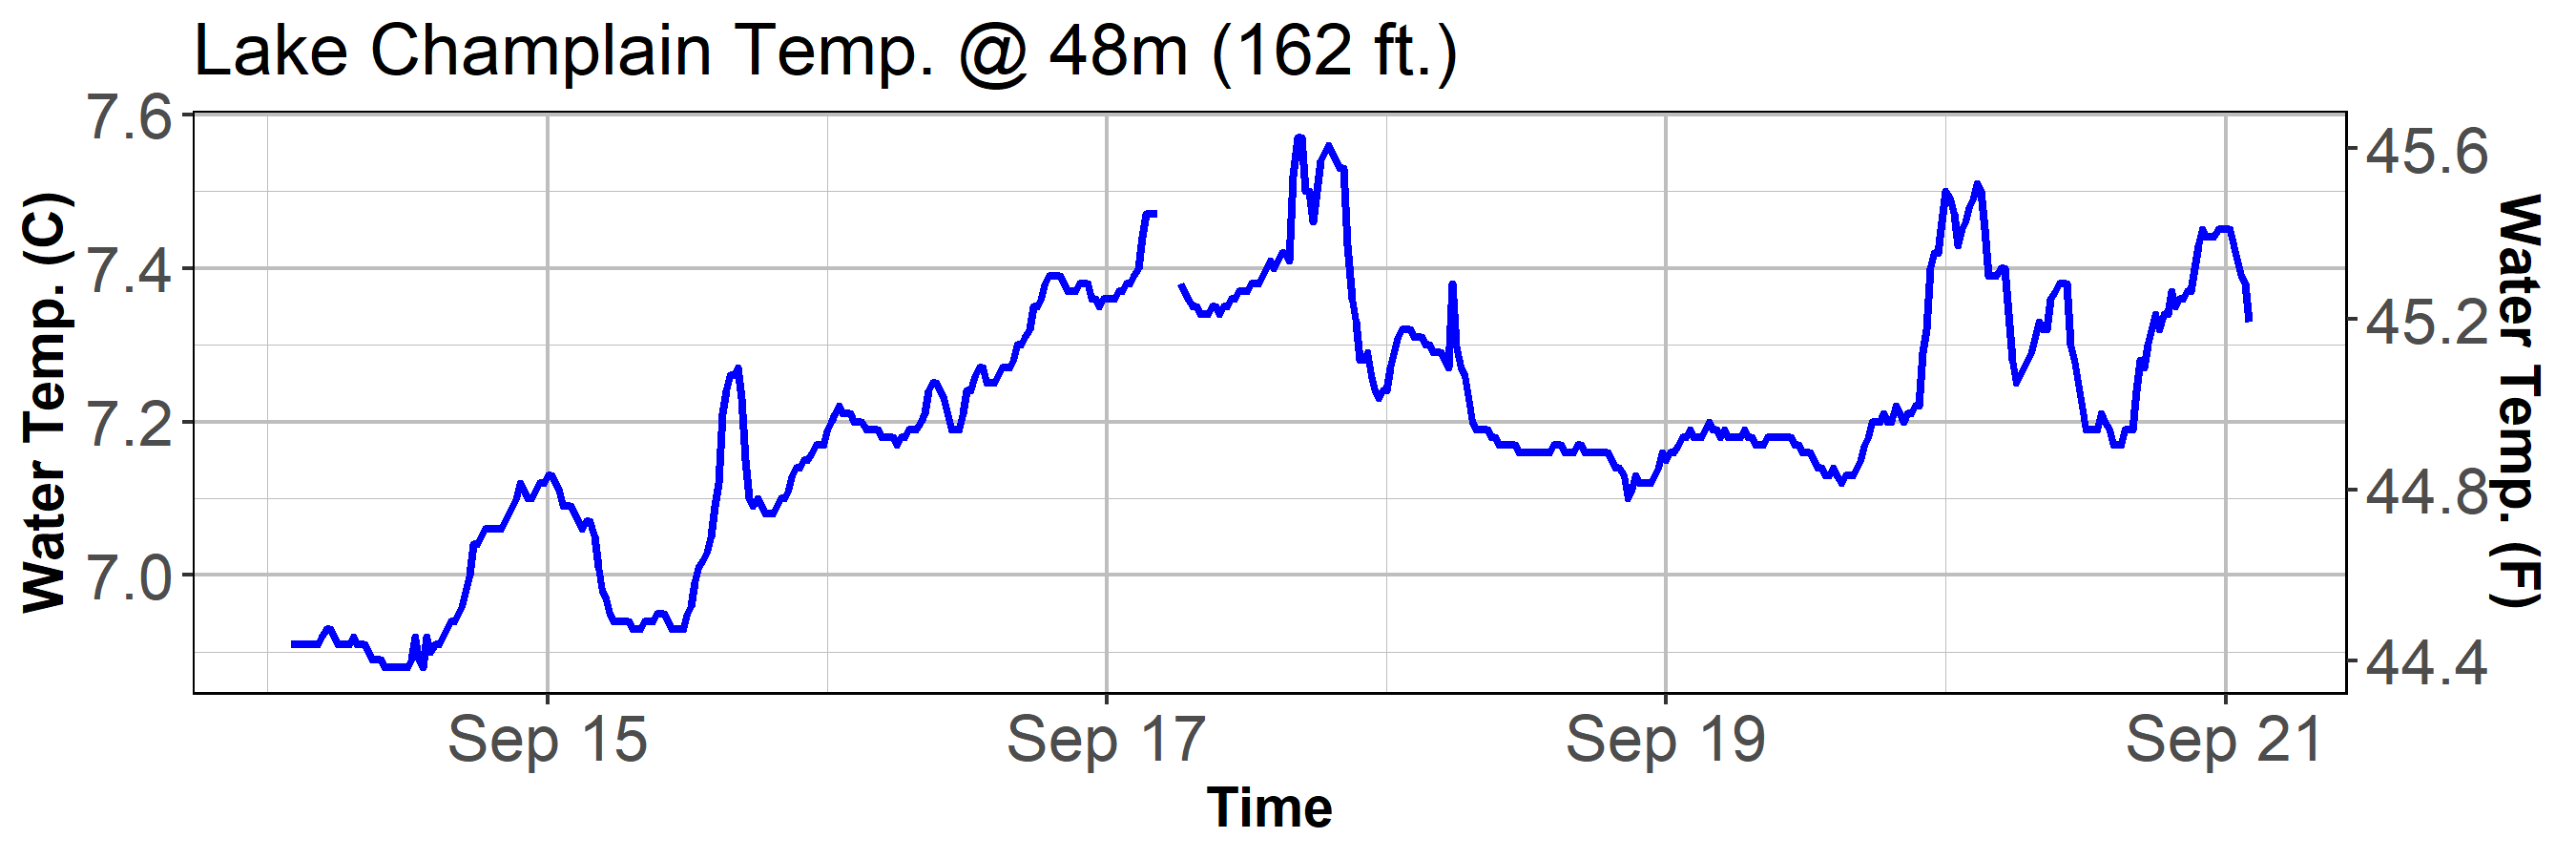 Lake Champlain Temp. @ 48m (162 ft.)
Water Temp. (C)
7.6
7.4
7.2
7.0
45.6
45.2
44.8
44.4
Water Temp. (F)
Sep 15 Sep 17 Sep 19 Sep 21
Time